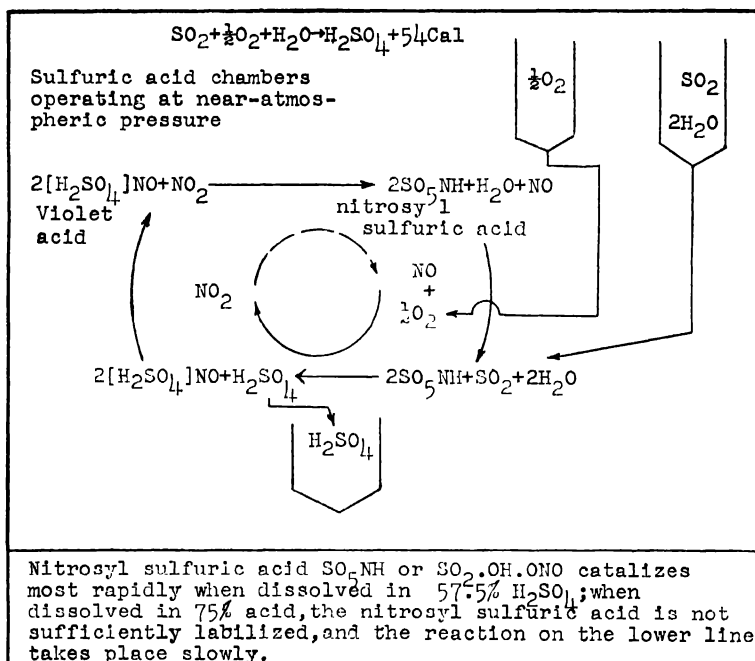 SO₂+½O₂+H₂O→H₂SO₄+54Cal
Sulfuric acid chambers
operating at near-atmos-
pheric pressure
½O₂
SO₂
2H₂O
2[H₂SO₄]NO+NO₂
Violet
acid
2SO₅NH+H₂O+NO
nitrosyl
sulfuric acid
NO₂
NO
+
½O₂
2[H₂SO₄]NO+H₂SO₄
2SO₅NH+SO₂+2H₂O
H₂SO₄
Nitrosyl sulfuric acid SO₅NH or SO₂.OH.ONO catalizes
most rapidly when dissolved in 57.5% H₂SO₄;when
dissolved in 75% acid,the nitrosyl sulfuric acid is not
sufficiently labilized,and the reaction on the lower line
takes place slowly.